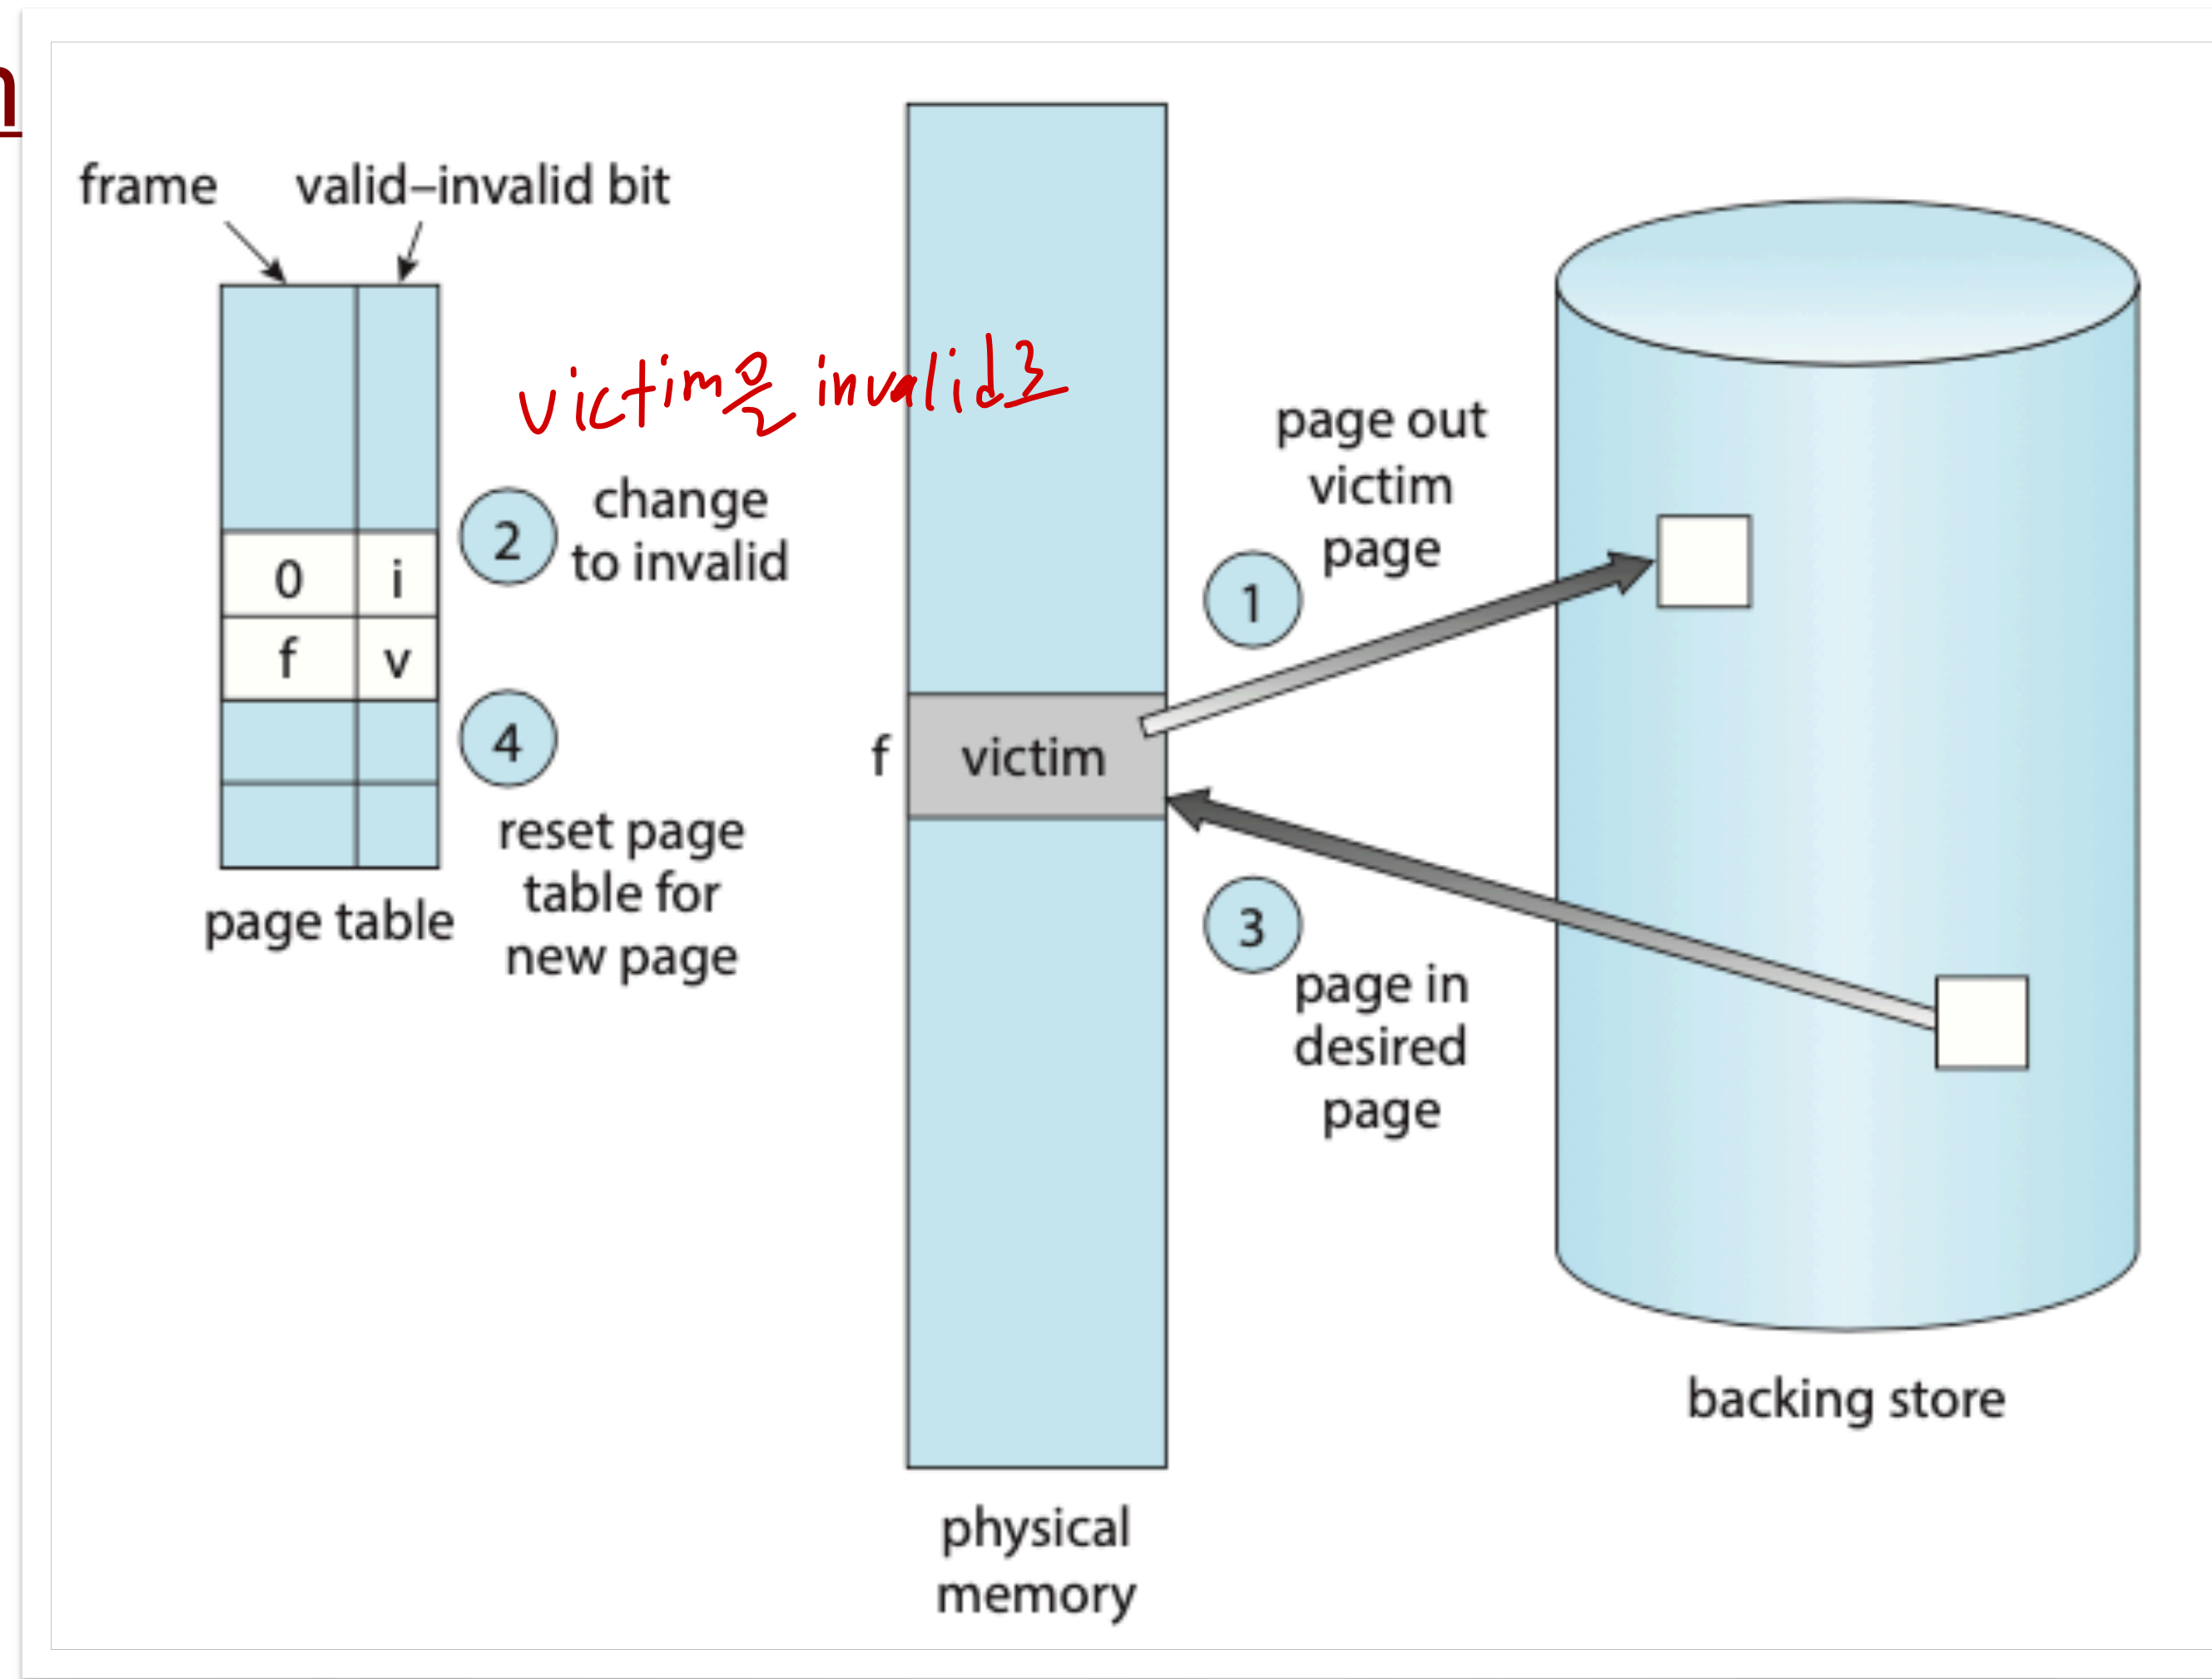 n
frame
valid–invalid bit
victim을 invalid로
2
change
to invalid
0 i
f v
4
reset page
table for
new page
page table
f
victim
page out
victim
page
1
3
page in
desired
page
physical
memory
backing store